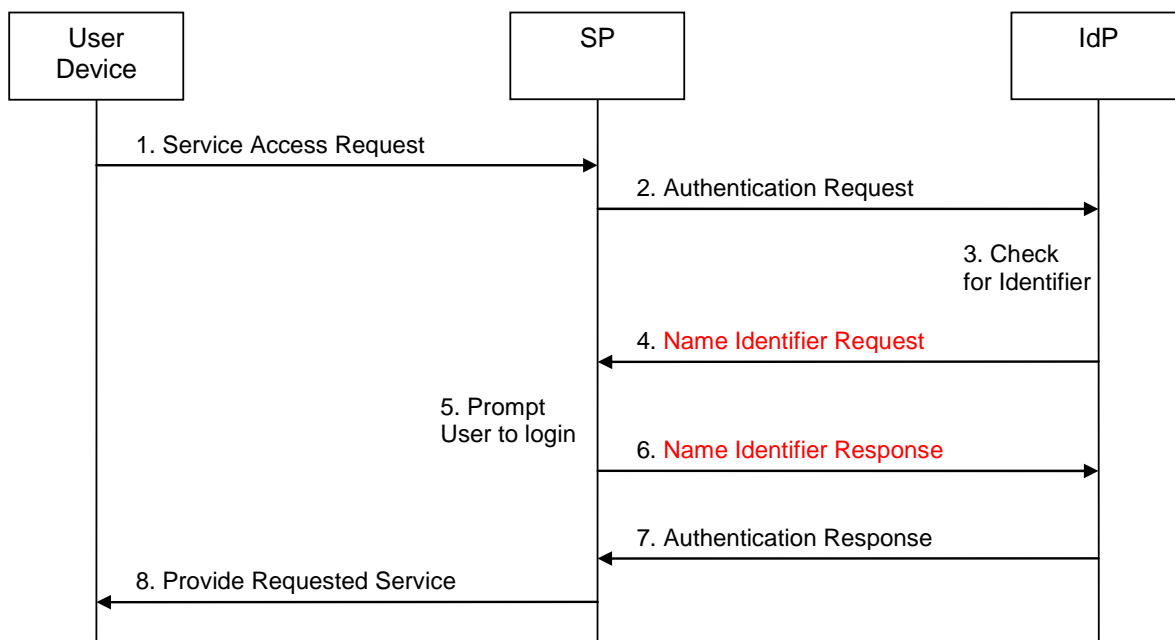 User
Device
SP
IdP
1. Service Access Request
2. Authentication Request
3. Check
for Identifier
4. Name Identifier Request
5. Prompt
User to login
6. Name Identifier Response
7. Authentication Response
8. Provide Requested Service